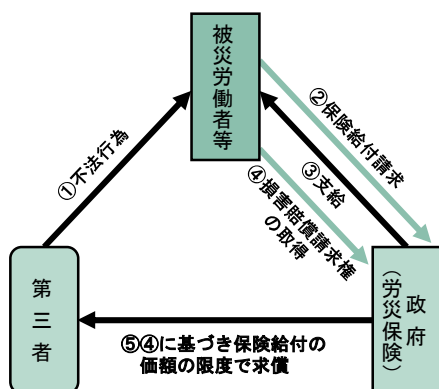 被災労働者等
①不法行為
②保険給付請求
③支給
④損害賠償請求権
の取得
第三者
政府
(労災保険)
⑤④に基づき保険給付の
価額の限度で求償